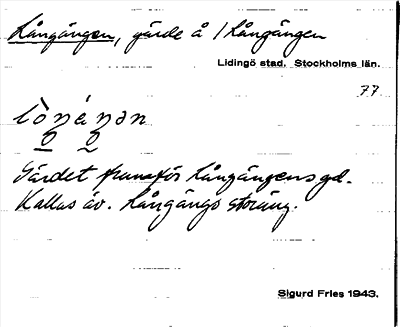 Långängen, gärde å / Långängen
Lidingö stad. Stockholms län.
77
Gärdet framför Långängens gd.
Kallas äv. Långängs storäng.
Sigurd Fries 1943.